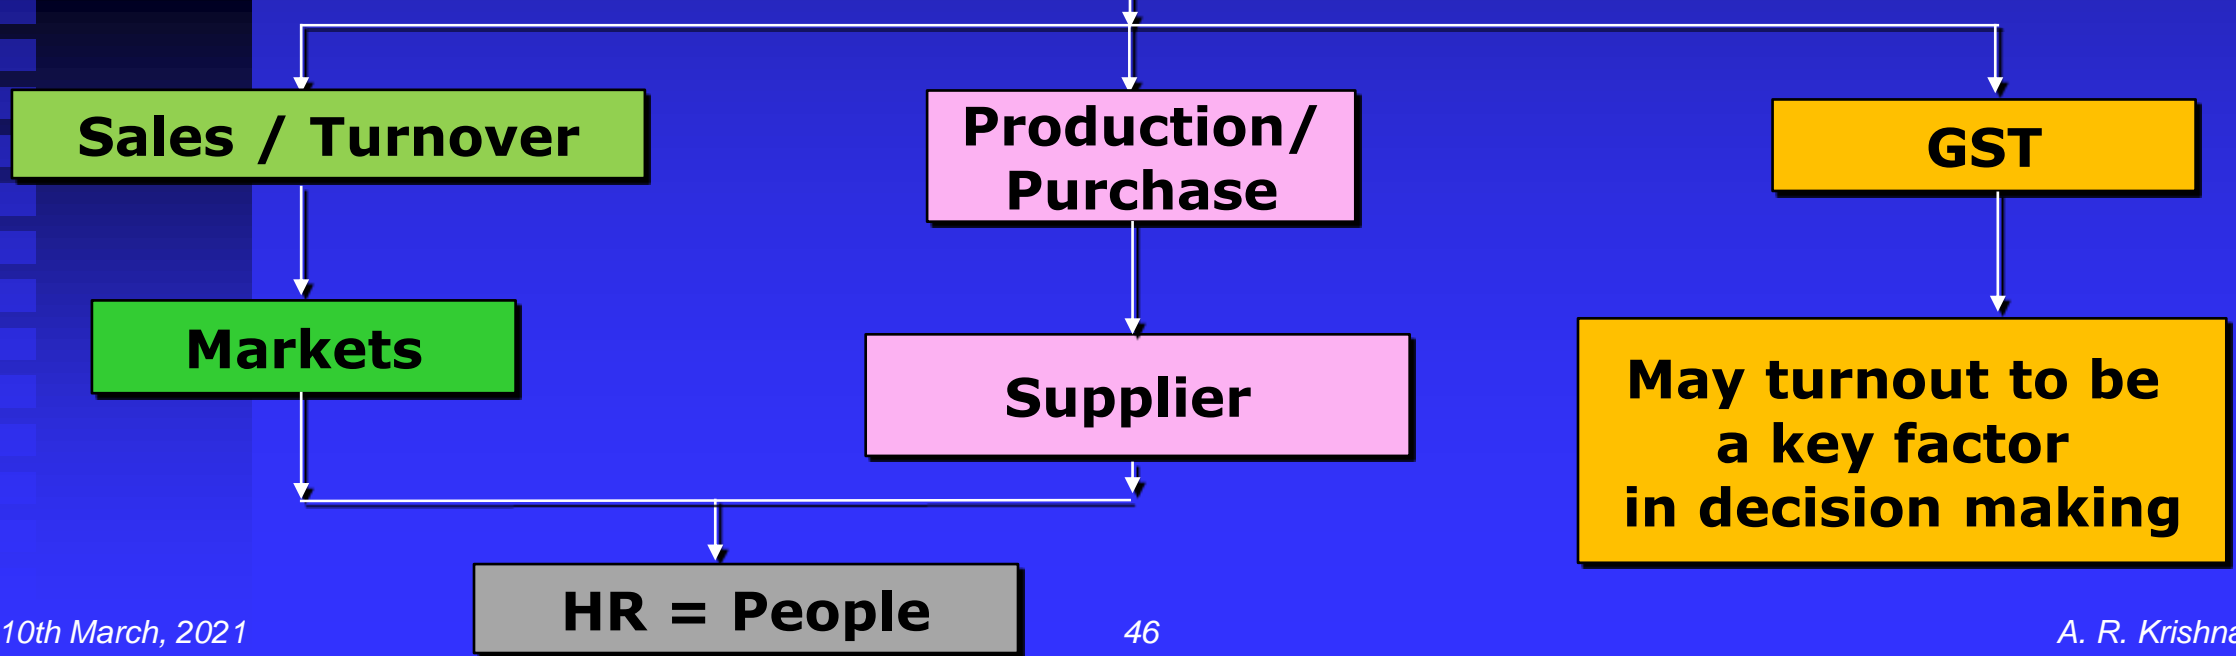 Sales / Turnover
Production/
Purchase
GST
Markets
Supplier
May turnout to be
a key factor
in decision making
HR = People
10th March, 2021
46
A. R. Krishna